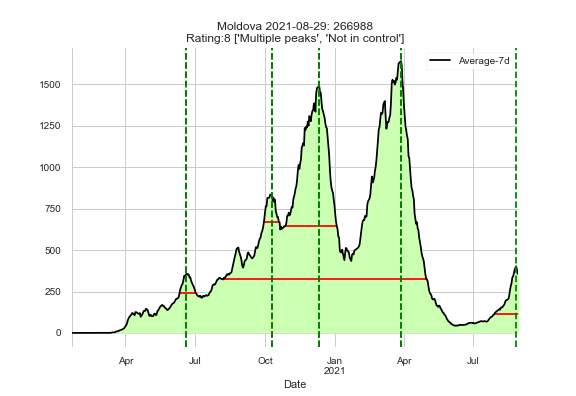 Moldova 2021-08-29: 266988
Rating:8 ['Multiple peaks', 'Not in control']
Average-7d
1500
1250
1000
750
500
250
0
Apr Jul Oct Jan Apr Jul
2021
Date